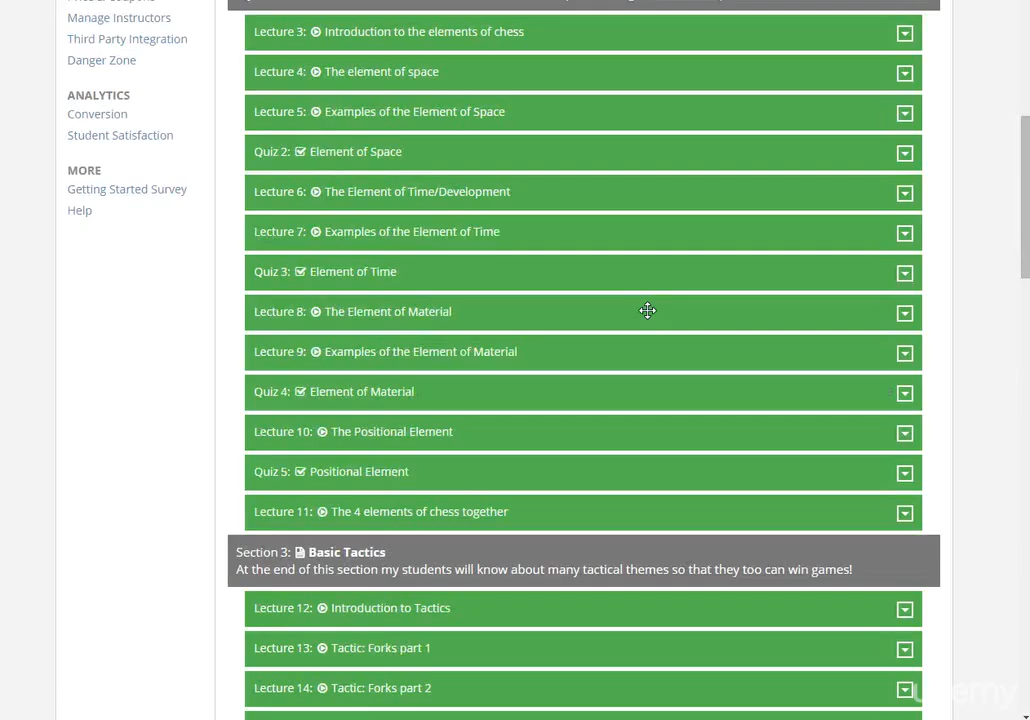 Manage Instructors
Third Party Integration
Danger Zone
ANALYTICS
Conversion
Student Satisfaction
MORE
Getting Started Survey
Help
Lecture 3: Introduction to the elements of chess
Lecture 4: The element of space
Lecture 5: Examples of the Element of Space
Quiz 2: Element of Space
Lecture 6: The Element of Time/Development
Lecture 7: Examples of the Element of Time
Quiz 3: Element of Time
Lecture 8: The Element of Material
Lecture 9: Examples of the Element of Material
Quiz 4: Element of Material
Lecture 10: The Positional Element
Quiz 5: Positional Element
Lecture 11: The 4 elements of chess together
Section 3: Basic Tactics
At the end of this section my students will know about many tactical themes so that they too can win games!
Lecture 12: Introduction to Tactics
Lecture 13: Tactic: Forks part 1
Lecture 14: Tactic: Forks part 2
udemy